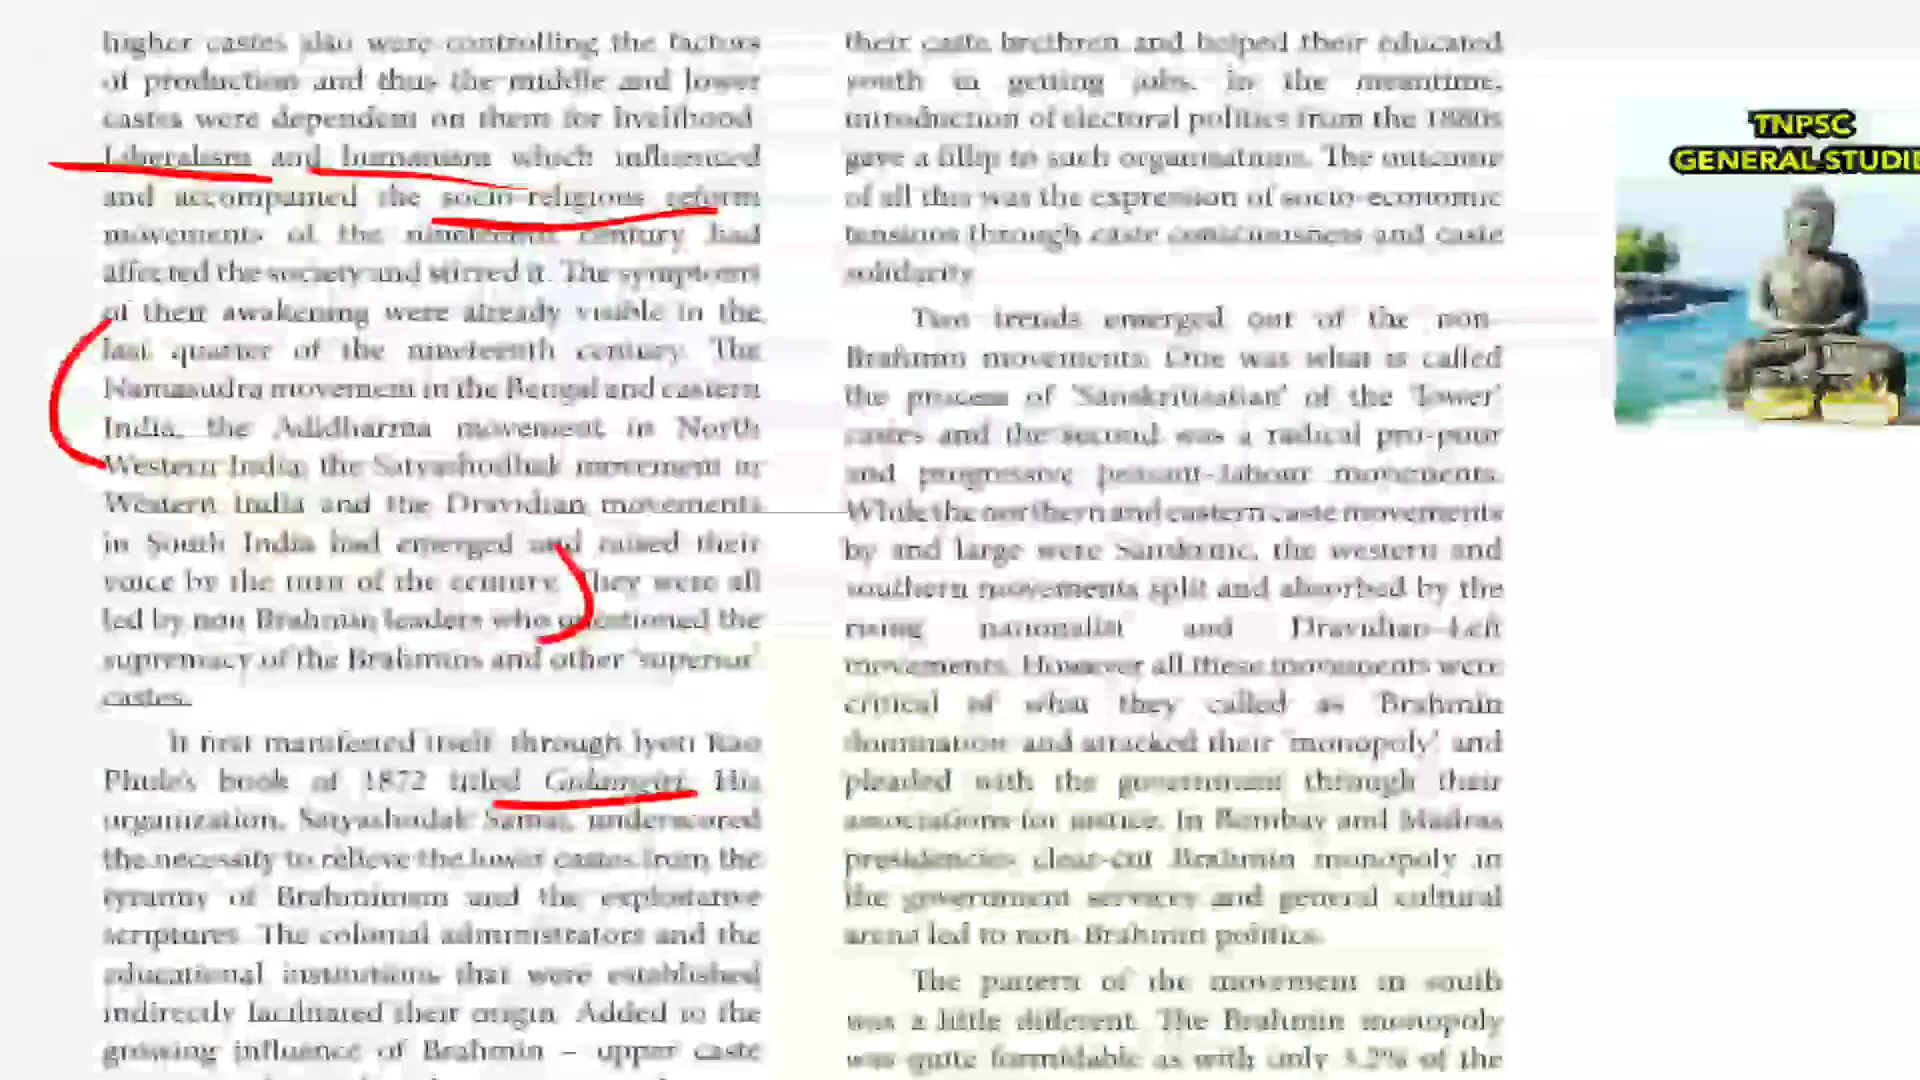 higher castes also were controlling the factors
of production and thus the middle and lower
castes were dependent on them for livelihood.
Liberalism and humanism which influenced
and accompanied the socio-religious reform
movements of the nineteenth century had
affected the society and stirred it. The symptoms
of their awakening were already visible in the
last quarter of the nineteenth century. The
Namasudra movement in the Bengal and eastern
India, the Adidharma movement in North
Western India, the Satyashodhak movement in
Western India and the Dravidian movements
in South India had emerged and raised their
voice by the turn of the century. They were all
led by non Brahmin leaders who questioned the
supremacy of the Brahmins and other 'superior'
castes.
It first manifested itself through Jyoti Rao
Phule's book of 1872 titled Gulamgiri. His
organization, Satyashodak Samaj, underscored
the necessity to relieve the lower castes from the
tyranny of Brahminism and the exploitative
scriptures. The colonial administrators and the
educational institutions that were established
indirectly facilitated their origin. Added to the
growing influence of Brahmin – upper caste
their caste brethren and helped their educated
youth in getting jobs. in the meantime,
introduction of electoral politics from the 1880s
gave a fillip to such organisations. The outcome
of all this was the expression of socio-economic
tensions through caste consciousness and caste
solidarity.
Two trends emerged out of the non-
Brahmin movements. One was what is called
the process of 'Sanskritisation' of the 'lower'
castes and the second was a radical pro-poor
and progressive peasant–labour movements.
While the northern and eastern caste movements
by and large were Sanskritic, the western and
southern movements split and absorbed by the
rising nationalist and Dravidian–Left
movements. However all these movements were
critical of what they called as 'Brahmin
domination' and attacked their 'monopoly' and
pleaded with the government through their
associations for justice. In Bombay and Madras
presidencies clear-cut Brahmin monopoly in
the government services and general cultural
arena led to non-Brahmin politics.
The pattern of the movement in south
was a little different. The Brahmin monopoly
was quite formidable as with only 3.2% of the
TNPSC
GENERAL STUDIE